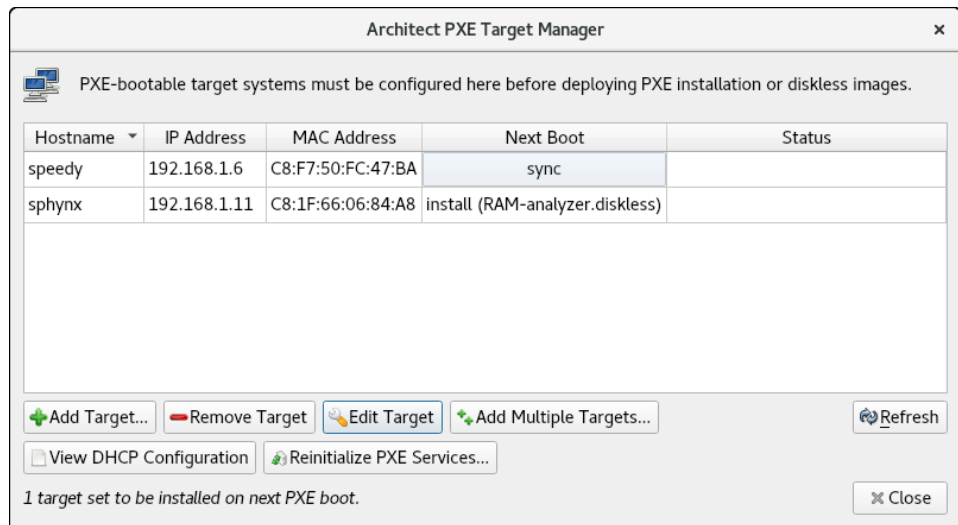 Architect PXE Target Manager
PXE-bootable target systems must be configured here before deploying PXE installation or diskless images.
Hostname IP Address MAC Address Next Boot Status
speedy 192.168.1.6 C8:F7:50:FC:47:BA sync
sphynx 192.168.1.11 C8:1F:66:06:84:A8 install (RAM-analyzer.diskless)
Add Target... Remove Target Edit Target Add Multiple Targets... Refresh
View DHCP Configuration Reinitialize PXE Services...
1 target set to be installed on next PXE boot. Close